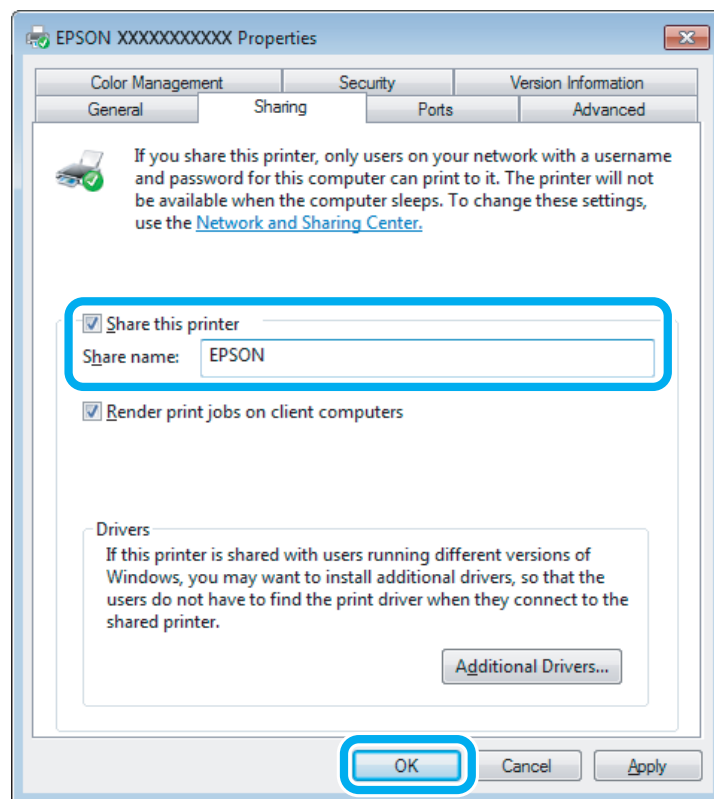 EPSON XXXXXXXXXXX Properties
Color Management Security Version Information
General Sharing Ports Advanced
If you share this printer, only users on your network with a username
and password for this computer can print to it. The printer will not
be available when the computer sleeps. To change these settings,
use the Network and Sharing Center.
Share this printer
Share name: EPSON
Render print jobs on client computers
Drivers
If this printer is shared with users running different versions of
Windows, you may want to install additional drivers, so that the
users do not have to find the print driver when they connect to the
shared printer.
Additional Drivers...
OK Cancel Apply